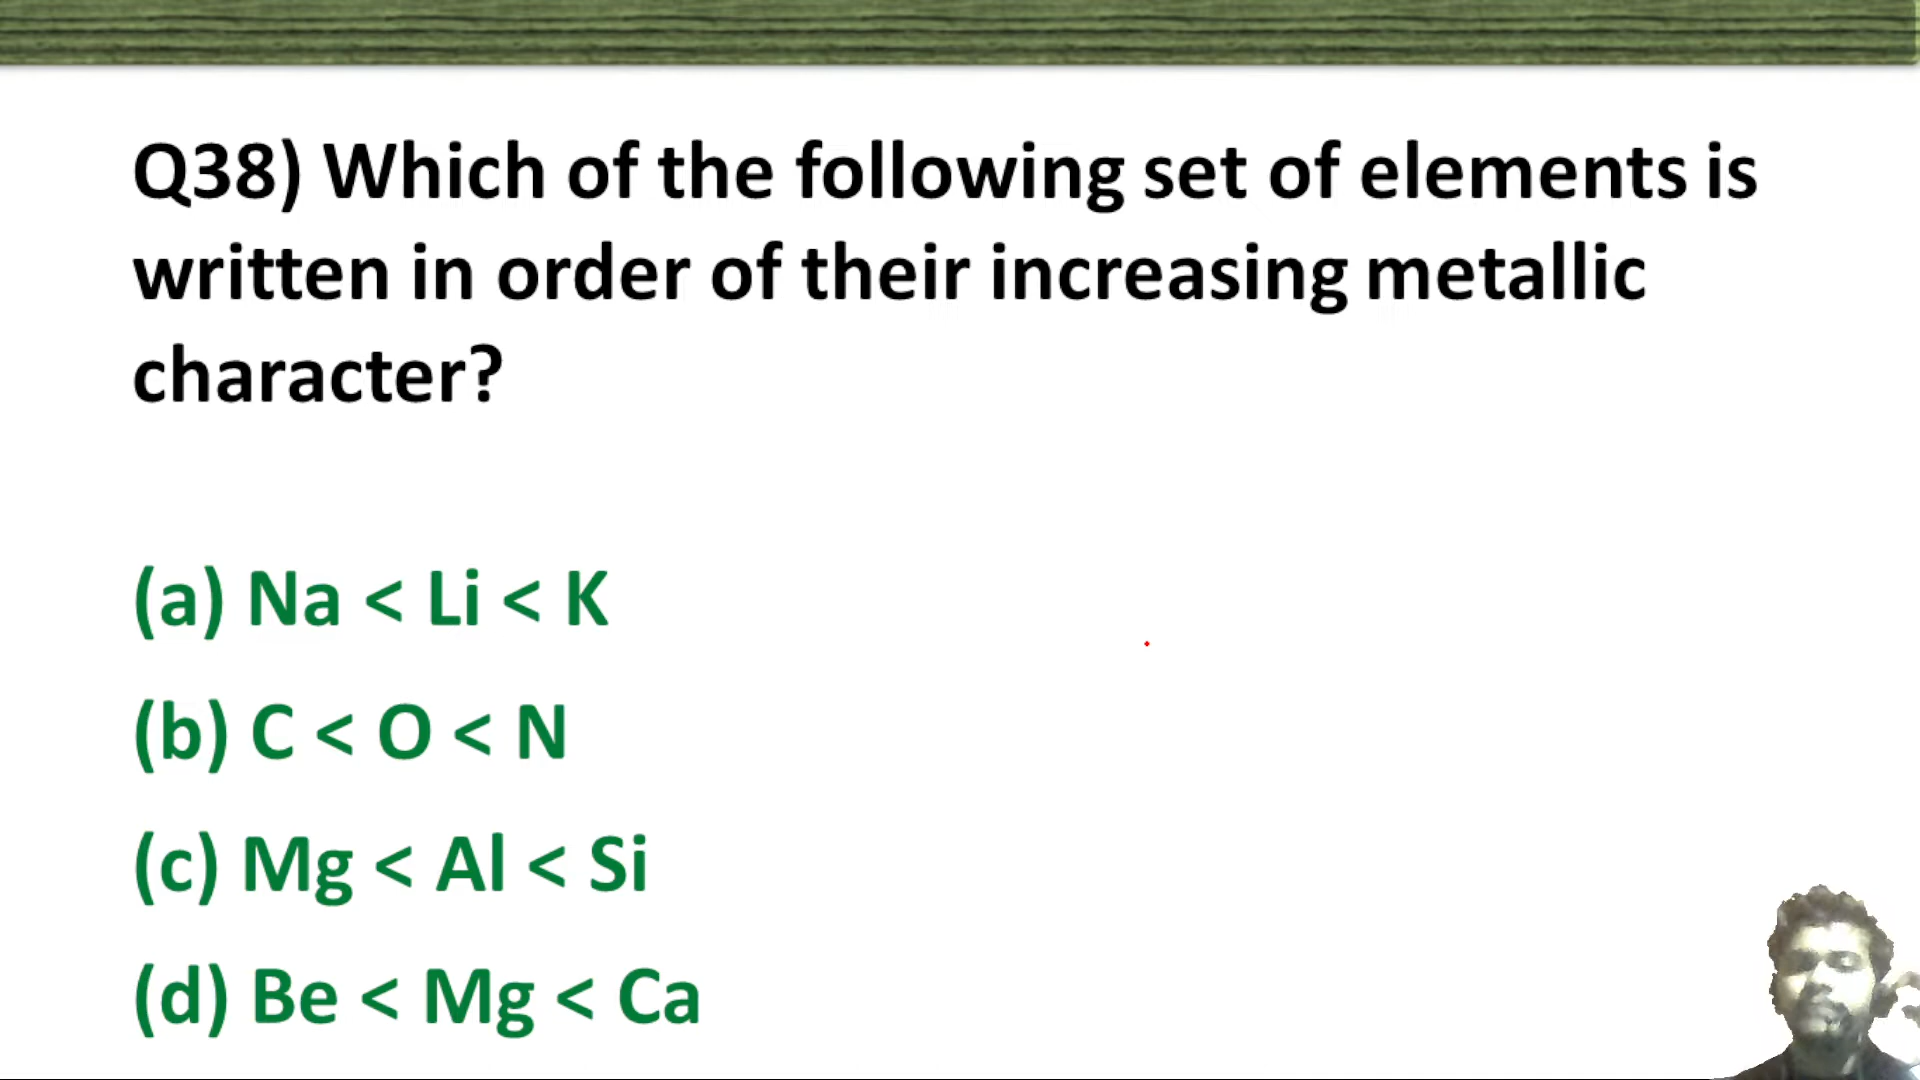 Q38) Which of the following set of elements is
written in order of their increasing metallic
character?
(a) Na < Li < K
(b) C < O < N
(c) Mg < Al < Si
(d) Be < Mg < Ca